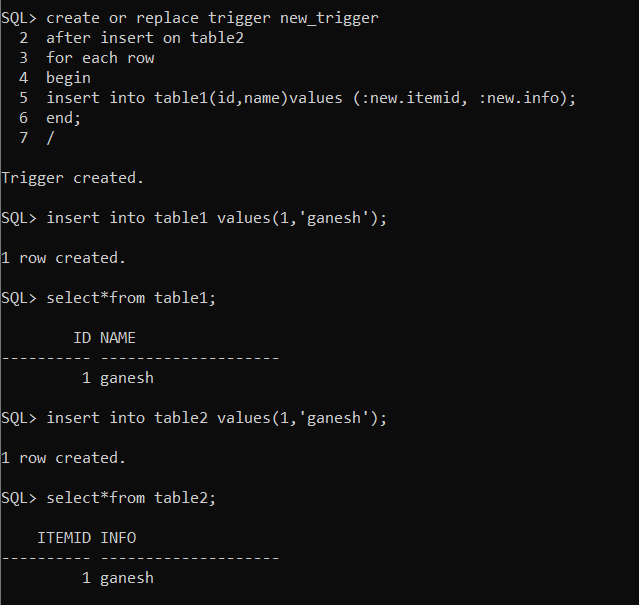 SQL> create or replace trigger new_trigger
  2  after insert on table2
  3  for each row
  4  begin
  5  insert into table1(id,name)values (:new.itemid, :new.info);
  6  end;
  7  /
Trigger created.
SQL> insert into table1 values(1,'ganesh');
1 row created.
SQL> select*from table1;
        ID NAME
---------- --------------------
         1 ganesh
SQL> insert into table2 values(1,'ganesh');
1 row created.
SQL> select*from table2;
    ITEMID INFO
---------- --------------------
         1 ganesh